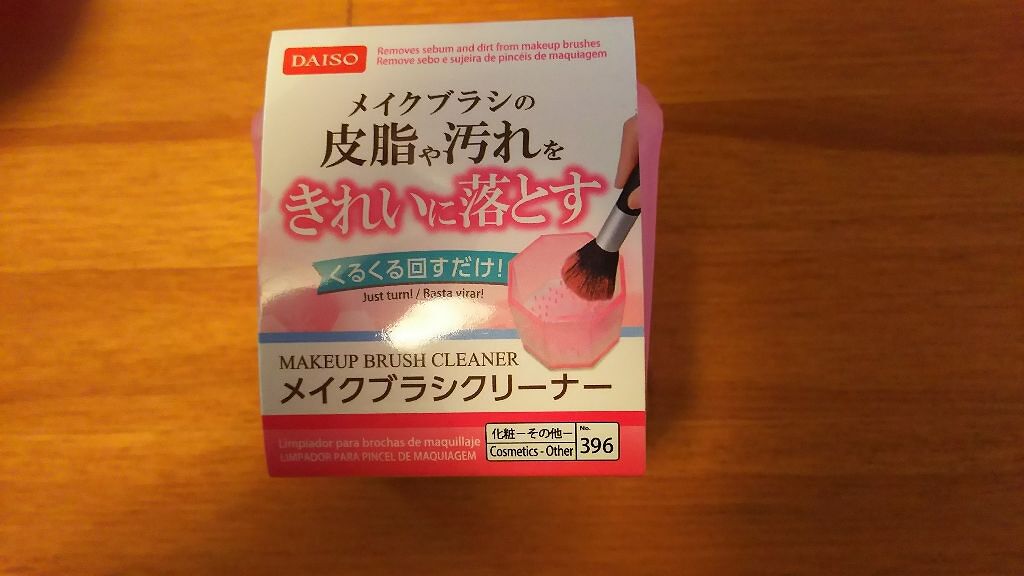 DAISO
Removes sebum and dirt from makeup brushes
Remove sebo e sujeira de pincéis de maquiagem
メイクブラシの
皮脂や汚れを
きれいに落とす
くるくる回すだけ!
Just turn! / Basta virar!
MAKEUP BRUSH CLEANER
メイクブラシクリーナー
Limpiador para brochas de maquillaje
LIMPADOR PARA PINCEL DE MAQUIAGEM
化粧－その他－
Cosmetics - Other
No.
396